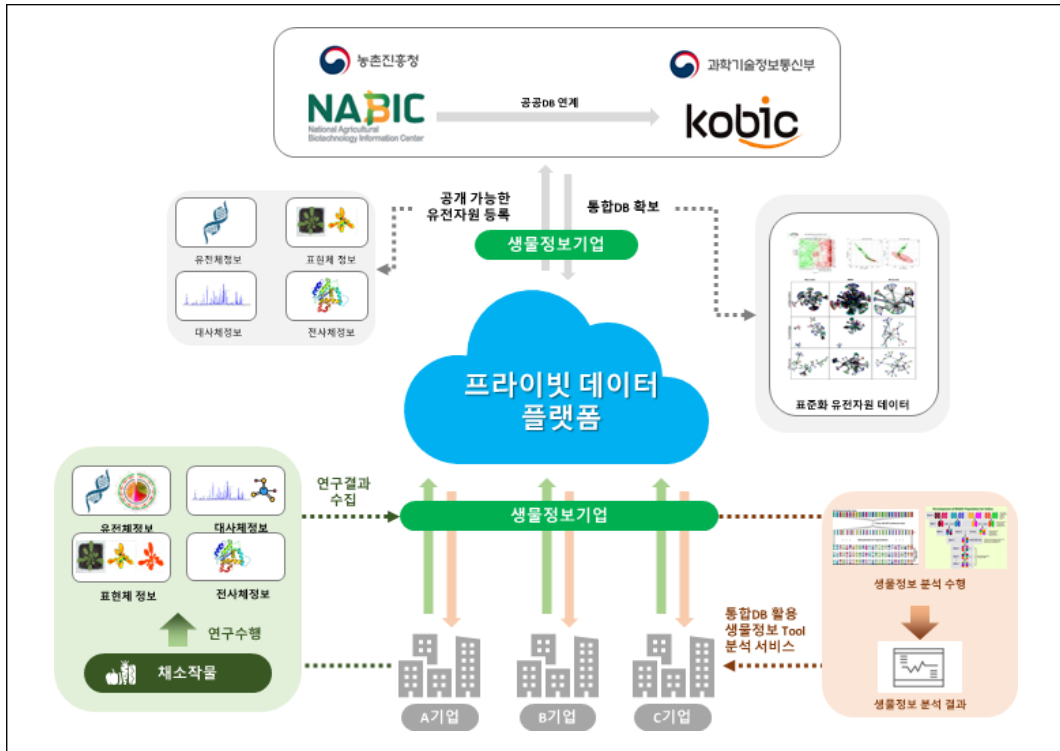 농촌진흥청
과학기술정보통신부
NABIC
National Agricultural
Biotechnology Information Center
공공DB 연계
kobic
공개 가능한
유전자원 등록
통합DB 확보
생물정보기업
유전체정보
표현체 정보
대사체정보
전사체정보
표준화 유전자원 데이터
프라이빗 데이터
플랫폼
연구결과
수집
생물정보기업
유전체정보
대사체정보
표현체 정보
전사체정보
연구수행
채소작물
생물정보 분석 수행
통합DB 활용
생물정보 Tool
분석 서비스
생물정보 분석 결과
A기업
B기업
C기업